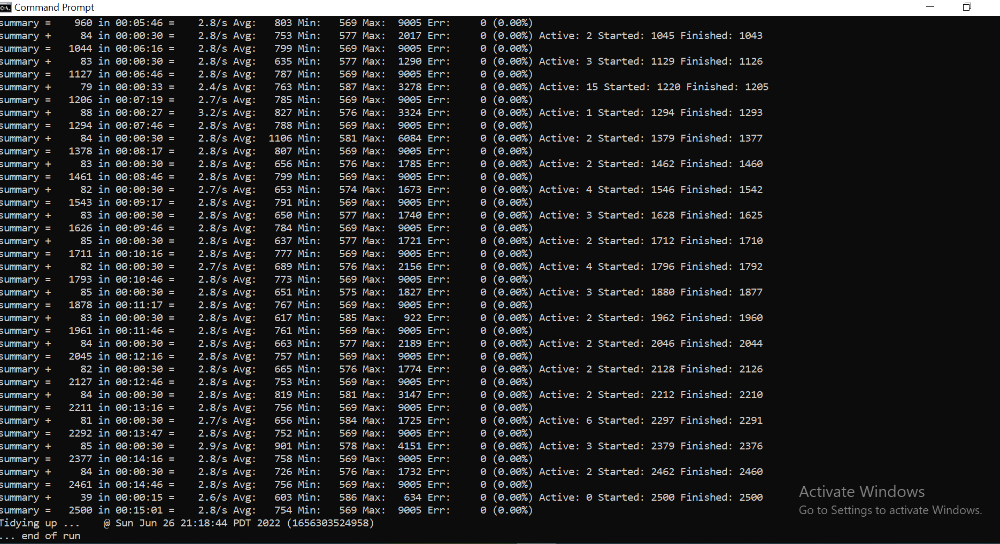 Command Prompt
summary =    960 in 00:05:46 =    2.8/s Avg:   803 Min:   569 Max:  9005 Err:     0 (0.00%)
summary +     84 in 00:00:30 =    2.8/s Avg:   753 Min:   577 Max:  2017 Err:     0 (0.00%) Active: 2 Started: 1045 Finished: 1043
summary =   1044 in 00:06:16 =    2.8/s Avg:   799 Min:   569 Max:  9005 Err:     0 (0.00%)
summary +     83 in 00:00:30 =    2.8/s Avg:   635 Min:   577 Max:  1290 Err:     0 (0.00%) Active: 3 Started: 1129 Finished: 1126
summary =   1127 in 00:06:46 =    2.8/s Avg:   787 Min:   569 Max:  9005 Err:     0 (0.00%)
summary +     79 in 00:00:33 =    2.4/s Avg:   763 Min:   587 Max:  3278 Err:     0 (0.00%) Active: 15 Started: 1220 Finished: 1205
summary =   1206 in 00:07:19 =    2.7/s Avg:   785 Min:   569 Max:  9005 Err:     0 (0.00%)
summary +     88 in 00:00:27 =    3.2/s Avg:   827 Min:   576 Max:  3324 Err:     0 (0.00%) Active: 1 Started: 1294 Finished: 1293
summary =   1294 in 00:07:46 =    2.8/s Avg:   788 Min:   569 Max:  9005 Err:     0 (0.00%)
summary +     84 in 00:00:30 =    2.8/s Avg:  1106 Min:   581 Max:  6084 Err:     0 (0.00%) Active: 2 Started: 1379 Finished: 1377
summary =   1378 in 00:08:17 =    2.8/s Avg:   807 Min:   569 Max:  9005 Err:     0 (0.00%)
summary +     83 in 00:00:30 =    2.8/s Avg:   656 Min:   576 Max:  1785 Err:     0 (0.00%) Active: 2 Started: 1462 Finished: 1460
summary =   1461 in 00:08:46 =    2.8/s Avg:   799 Min:   569 Max:  9005 Err:     0 (0.00%)
summary +     82 in 00:00:30 =    2.7/s Avg:   653 Min:   574 Max:  1673 Err:     0 (0.00%) Active: 4 Started: 1546 Finished: 1542
summary =   1543 in 00:09:17 =    2.8/s Avg:   791 Min:   569 Max:  9005 Err:     0 (0.00%)
summary +     83 in 00:00:30 =    2.8/s Avg:   650 Min:   577 Max:  1740 Err:     0 (0.00%) Active: 3 Started: 1628 Finished: 1625
summary =   1626 in 00:09:46 =    2.8/s Avg:   784 Min:   569 Max:  9005 Err:     0 (0.00%)
summary +     85 in 00:00:30 =    2.8/s Avg:   637 Min:   577 Max:  1721 Err:     0 (0.00%) Active: 2 Started: 1712 Finished: 1710
summary =   1711 in 00:10:16 =    2.8/s Avg:   777 Min:   569 Max:  9005 Err:     0 (0.00%)
summary +     82 in 00:00:30 =    2.7/s Avg:   689 Min:   576 Max:  2156 Err:     0 (0.00%) Active: 4 Started: 1796 Finished: 1792
summary =   1793 in 00:10:46 =    2.8/s Avg:   773 Min:   569 Max:  9005 Err:     0 (0.00%)
summary +     85 in 00:00:30 =    2.8/s Avg:   651 Min:   575 Max:  1827 Err:     0 (0.00%) Active: 3 Started: 1880 Finished: 1877
summary =   1878 in 00:11:17 =    2.8/s Avg:   767 Min:   569 Max:  9005 Err:     0 (0.00%)
summary +     83 in 00:00:30 =    2.8/s Avg:   617 Min:   585 Max:   922 Err:     0 (0.00%) Active: 2 Started: 1962 Finished: 1960
summary =   1961 in 00:11:46 =    2.8/s Avg:   761 Min:   569 Max:  9005 Err:     0 (0.00%)
summary +     84 in 00:00:30 =    2.8/s Avg:   663 Min:   577 Max:  2189 Err:     0 (0.00%) Active: 2 Started: 2046 Finished: 2044
summary =   2045 in 00:12:16 =    2.8/s Avg:   757 Min:   569 Max:  9005 Err:     0 (0.00%)
summary +     82 in 00:00:30 =    2.8/s Avg:   665 Min:   576 Max:  1774 Err:     0 (0.00%) Active: 2 Started: 2128 Finished: 2126
summary =   2127 in 00:12:46 =    2.8/s Avg:   753 Min:   569 Max:  9005 Err:     0 (0.00%)
summary +     84 in 00:00:30 =    2.8/s Avg:   819 Min:   581 Max:  3147 Err:     0 (0.00%) Active: 2 Started: 2212 Finished: 2210
summary =   2211 in 00:13:16 =    2.8/s Avg:   756 Min:   569 Max:  9005 Err:     0 (0.00%)
summary +     81 in 00:00:30 =    2.7/s Avg:   656 Min:   584 Max:  1725 Err:     0 (0.00%) Active: 6 Started: 2297 Finished: 2291
summary =   2292 in 00:13:47 =    2.8/s Avg:   752 Min:   569 Max:  9005 Err:     0 (0.00%)
summary +     85 in 00:00:30 =    2.9/s Avg:   901 Min:   578 Max:  4151 Err:     0 (0.00%) Active: 3 Started: 2379 Finished: 2376
summary =   2377 in 00:14:16 =    2.8/s Avg:   758 Min:   569 Max:  9005 Err:     0 (0.00%)
summary +     84 in 00:00:30 =    2.8/s Avg:   726 Min:   576 Max:  1732 Err:     0 (0.00%) Active: 2 Started: 2462 Finished: 2460
summary =   2461 in 00:14:46 =    2.8/s Avg:   756 Min:   569 Max:  9005 Err:     0 (0.00%)
summary +     39 in 00:00:15 =    2.6/s Avg:   603 Min:   586 Max:   634 Err:     0 (0.00%) Active: 0 Started: 2500 Finished: 2500
summary =   2500 in 00:15:01 =    2.8/s Avg:   754 Min:   569 Max:  9005 Err:     0 (0.00%)
Tidying up ...    @ Sun Jun 26 21:18:44 PDT 2022 (1656303524958)
... end of run
Activate Windows
Go to Settings to activate Windows.